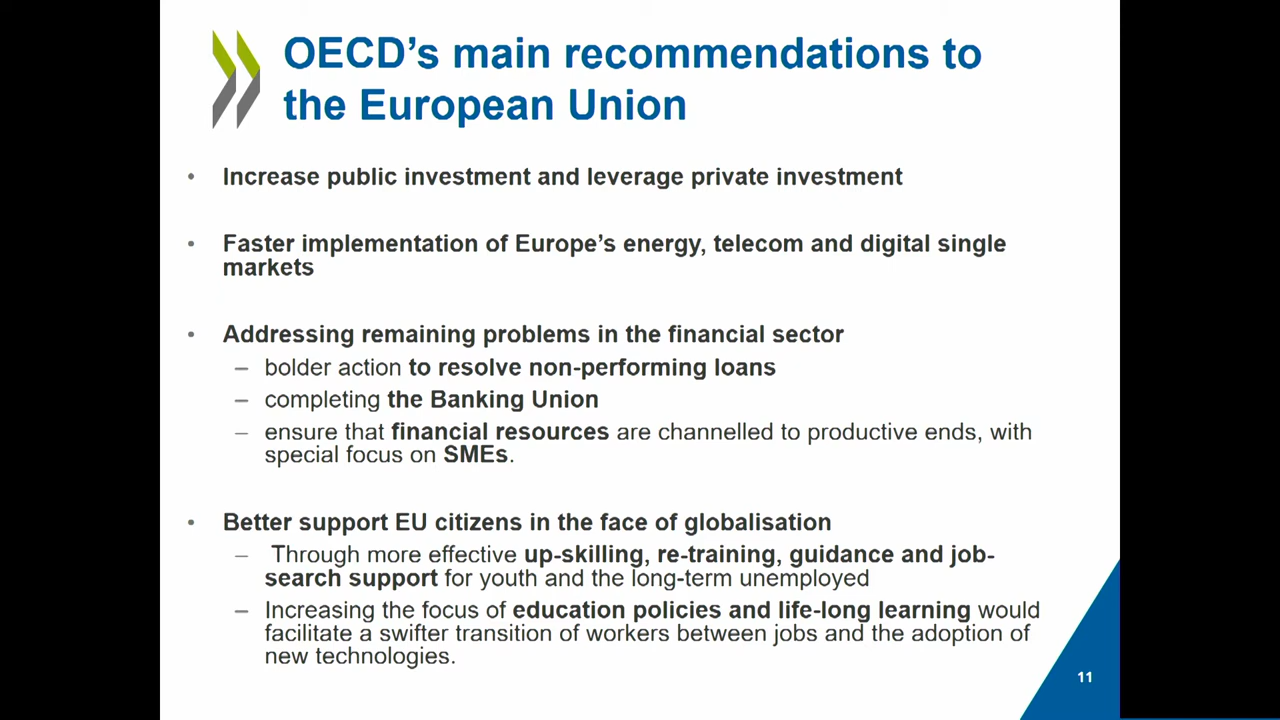 OECD's main recommendations to
the European Union
• Increase public investment and leverage private investment
• Faster implementation of Europe's energy, telecom and digital single
markets
• Addressing remaining problems in the financial sector
– bolder action to resolve non-performing loans
– completing the Banking Union
– ensure that financial resources are channelled to productive ends, with
special focus on SMEs.
• Better support EU citizens in the face of globalisation
– Through more effective up-skilling, re-training, guidance and job-
search support for youth and the long-term unemployed
– Increasing the focus of education policies and life-long learning would
facilitate a swifter transition of workers between jobs and the adoption of
new technologies.
11